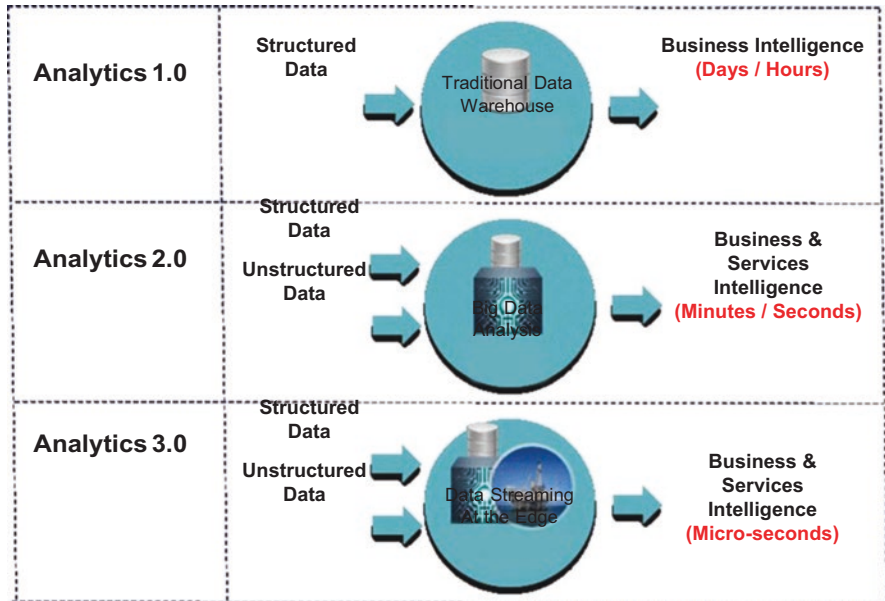 Analytics 1.0
Structured
Data
Traditional Data
Warehouse
Business Intelligence
(Days / Hours)
Analytics 2.0
Structured
Data
Unstructured
Data
Big Data
Analysis
Business &
Services
Intelligence
(Minutes / Seconds)
Analytics 3.0
Structured
Data
Unstructured
Data
Data Streaming
At the Edge
Business &
Services
Intelligence
(Micro-seconds)